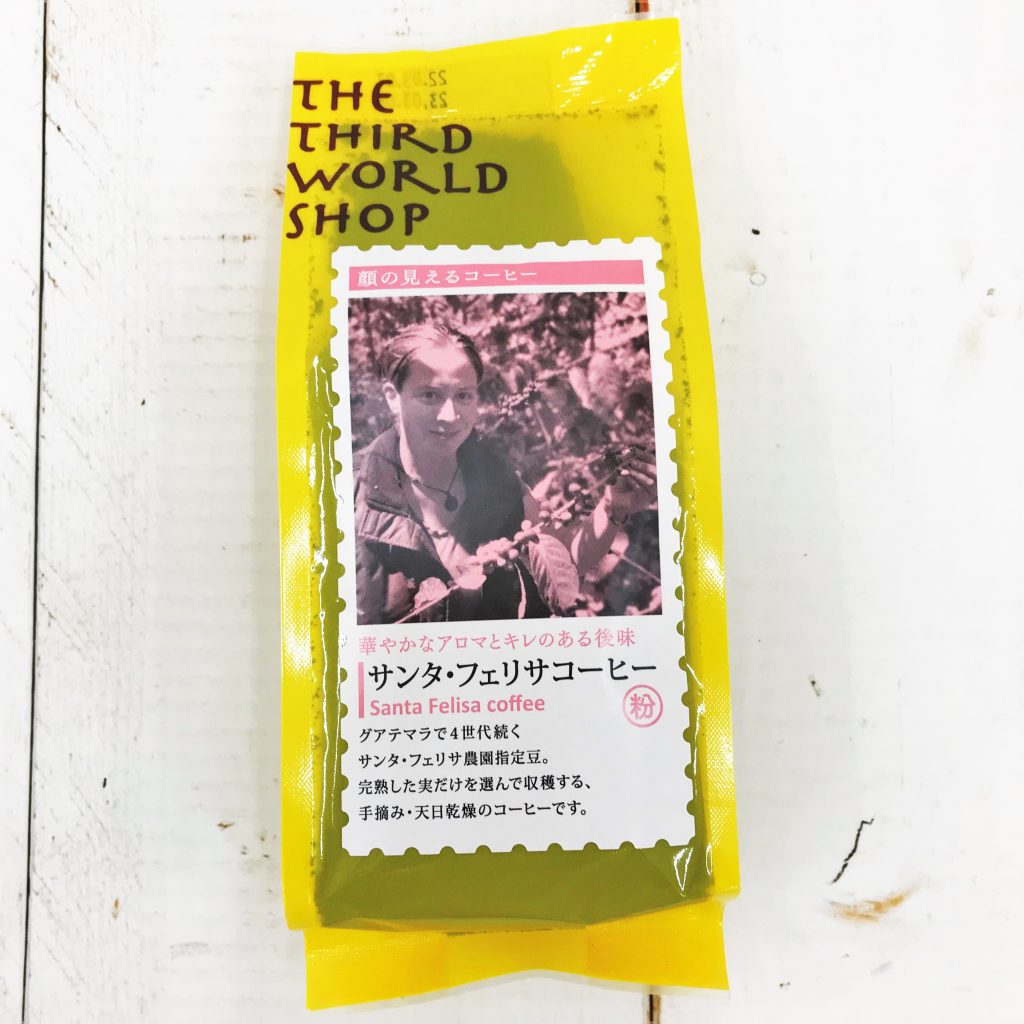 THE
THIRD
WORLD
SHOP
顔の見えるコーヒー
華やかなアロマとキレのある後味
サンタ・フェリサコーヒー
Santa Felisa coffee
粉
グアテマラで4世代続く
サンタ・フェリサ農園指定豆。
完熟した実だけを選んで収穫する、
手摘み・天日乾燥のコーヒーです。